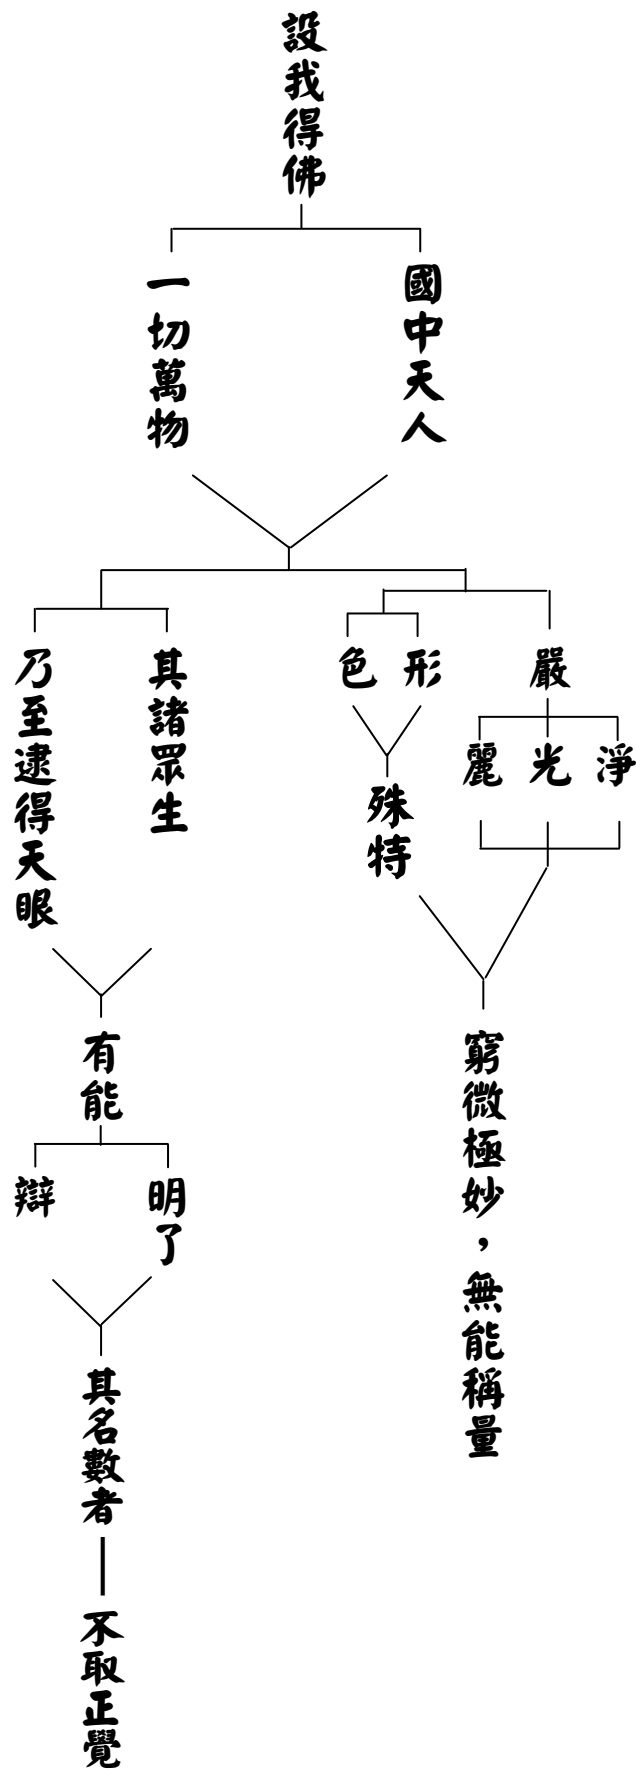 設我得佛
國中天人
一切萬物
嚴
淨
光
麗
形
色
殊特
窮微極妙，無能稱量
其諸眾生
乃至逮得天眼
有能
明了
辯
其名數者
不取正覺